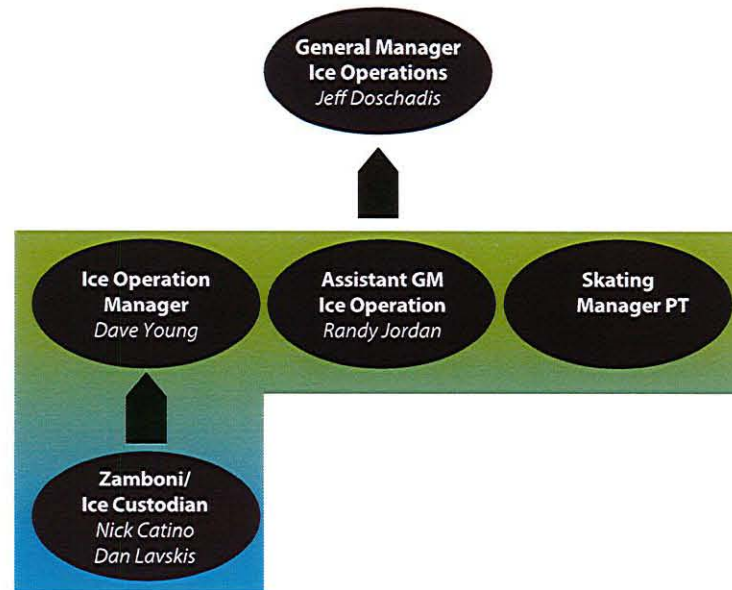 General Manager
Ice Operations
Jeff Doschadis
Ice Operation
Manager
Dave Young
Assistant GM
Ice Operation
Randy Jordan
Skating
Manager PT
Zamboni/
Ice Custodian
Nick Catino
Dan Lavskis